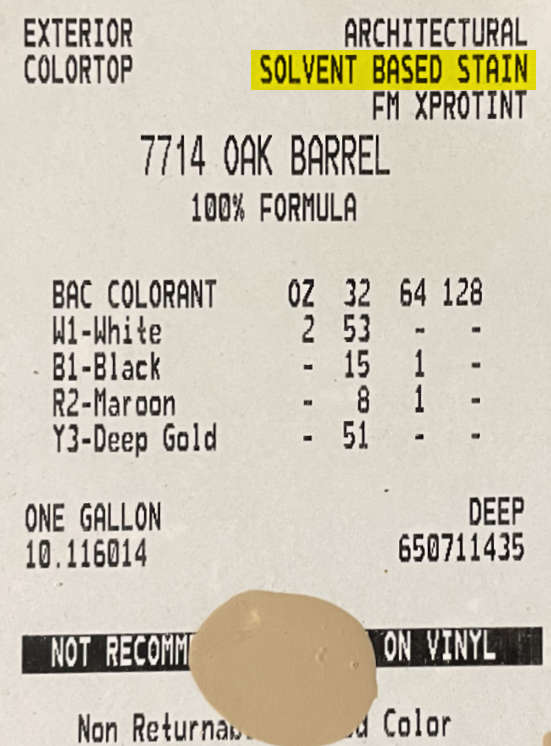 EXTERIOR ARCHITECTURAL
COLORTOP SOLVENT BASED STAIN
FM XPROTINT
7714 OAK BARREL
100% FORMULA
BAC COLORANT OZ 32 64 128
W1-White 2 53 - -
B1-Black - 15 1 -
R2-Maroon - 8 1 -
Y3-Deep Gold - 51 - -
ONE GALLON DEEP
10.116014 650711435
NOT ON VINYL
Non Color